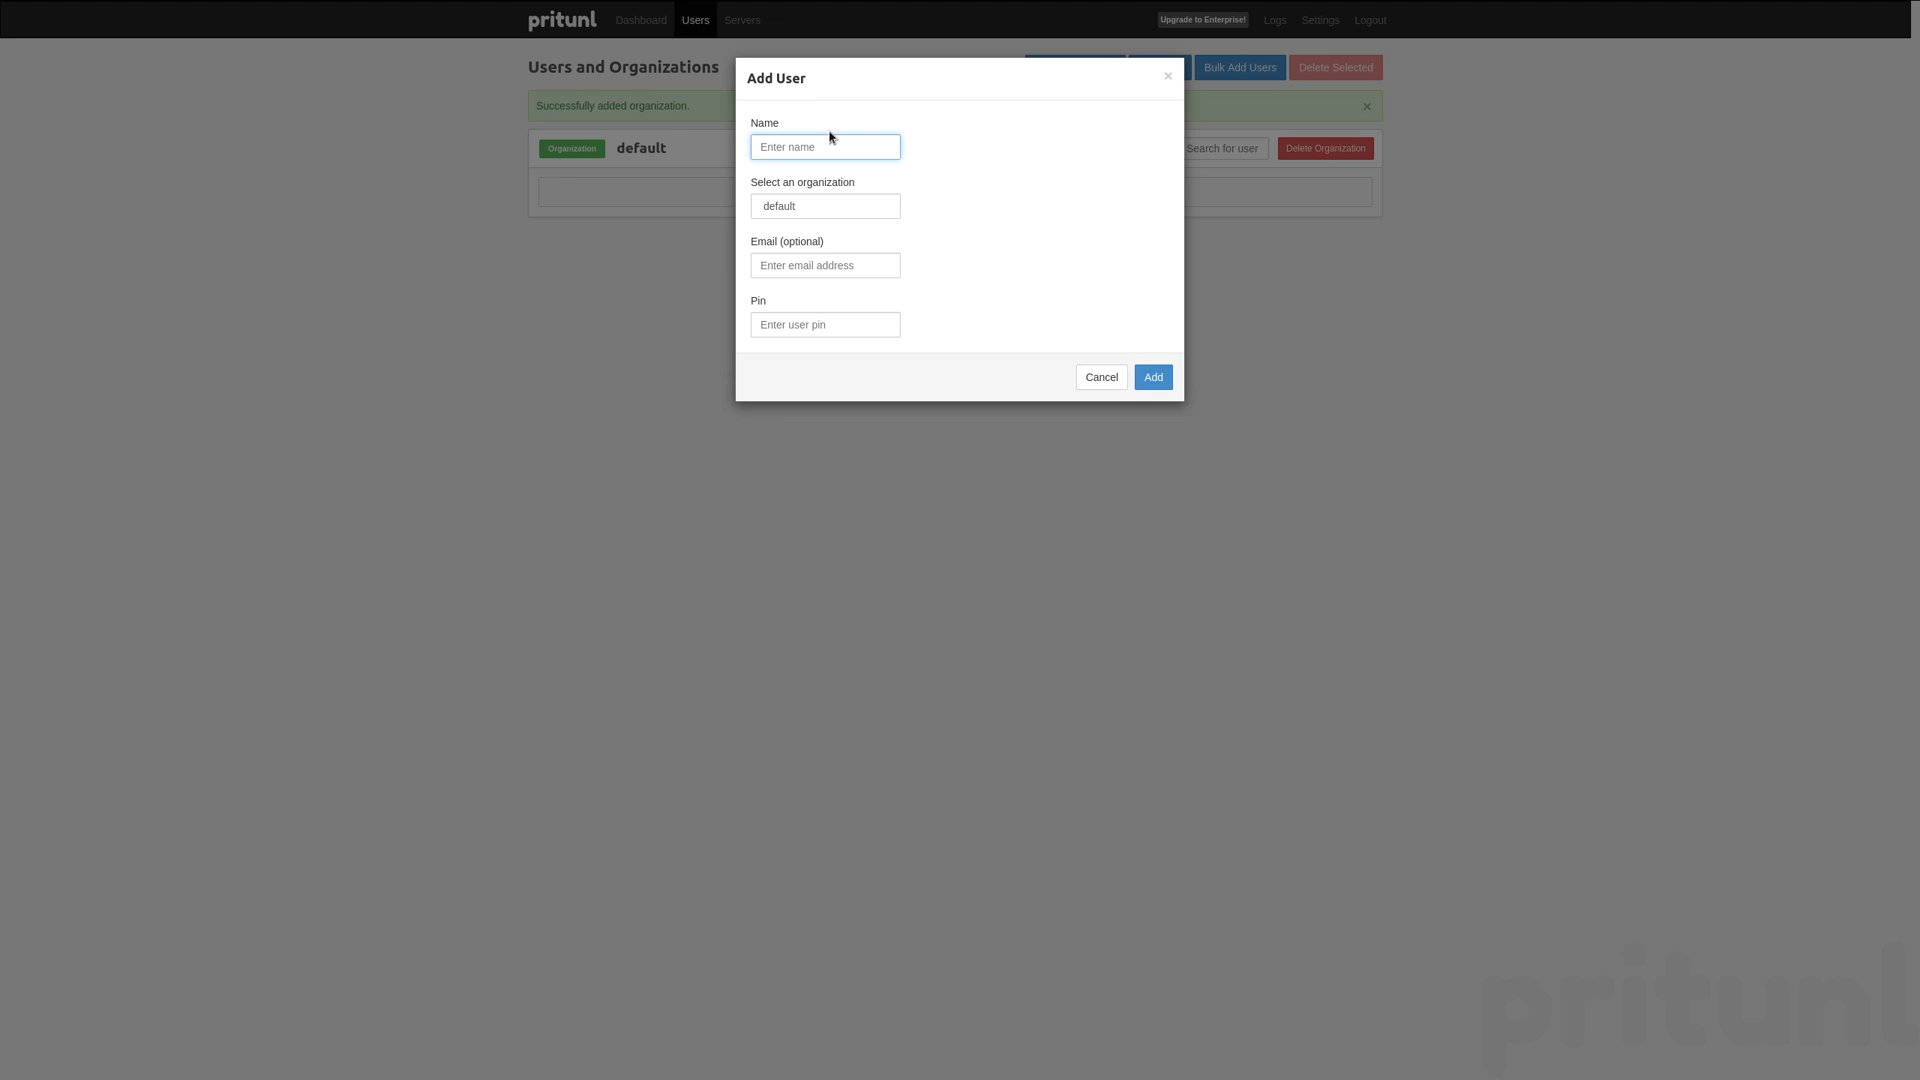 pritunl Dashboard Users Servers Upgrade to Enterprise! Logs Settings Logout
Users and Organizations Bulk Add Users Delete Selected
Add User ×
Successfully added organization. ×
Name
Enter name
Organization default Search for user Delete Organization
Select an organization
default
Email (optional)
Enter email address
Pin
Enter user pin
Cancel Add
pritunl